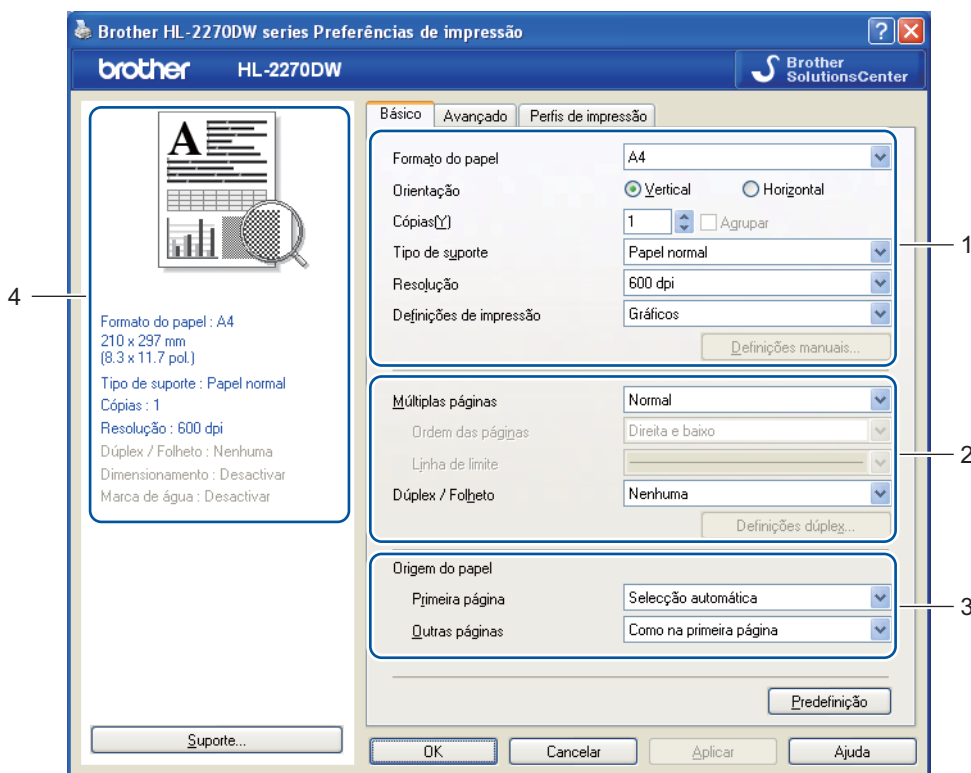 Brother HL-2270DW series Preferências de impressão
brother HL-2270DW
Brother
SolutionsCenter
Básico Avançado Perfis de impressão
A
Formato do papel A4
Orientação Vertical Horizontal
Cópias(Y) 1 Agrupar
Tipo de suporte Papel normal
Resolução 600 dpi
Definições de impressão Gráficos
Definições manuais...
1
Múltiplas páginas Normal
Ordem das páginas Direita e baixo
Linha de limite
Dúplex / Folheto Nenhuma
Definições dúplex...
2
Origem do papel
Primeira página Selecção automática
Outras páginas Como na primeira página
3
Predefinição
4
Formato do papel : A4
210 x 297 mm
(8.3 x 11.7 pol.)
Tipo de suporte : Papel normal
Cópias : 1
Resolução : 600 dpi
Dúplex / Folheto : Nenhuma
Dimensionamento : Desactivar
Marca de água : Desactivar
Suporte...
OK Cancelar Aplicar Ajuda